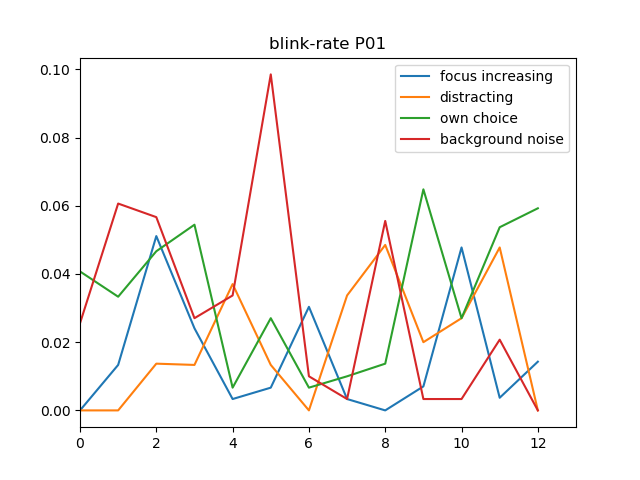 blink-rate P01
focus increasing
distracting
own choice
background noise
0.10
0.08
0.06
0.04
0.02
0.00
0 2 4 6 8 10 12